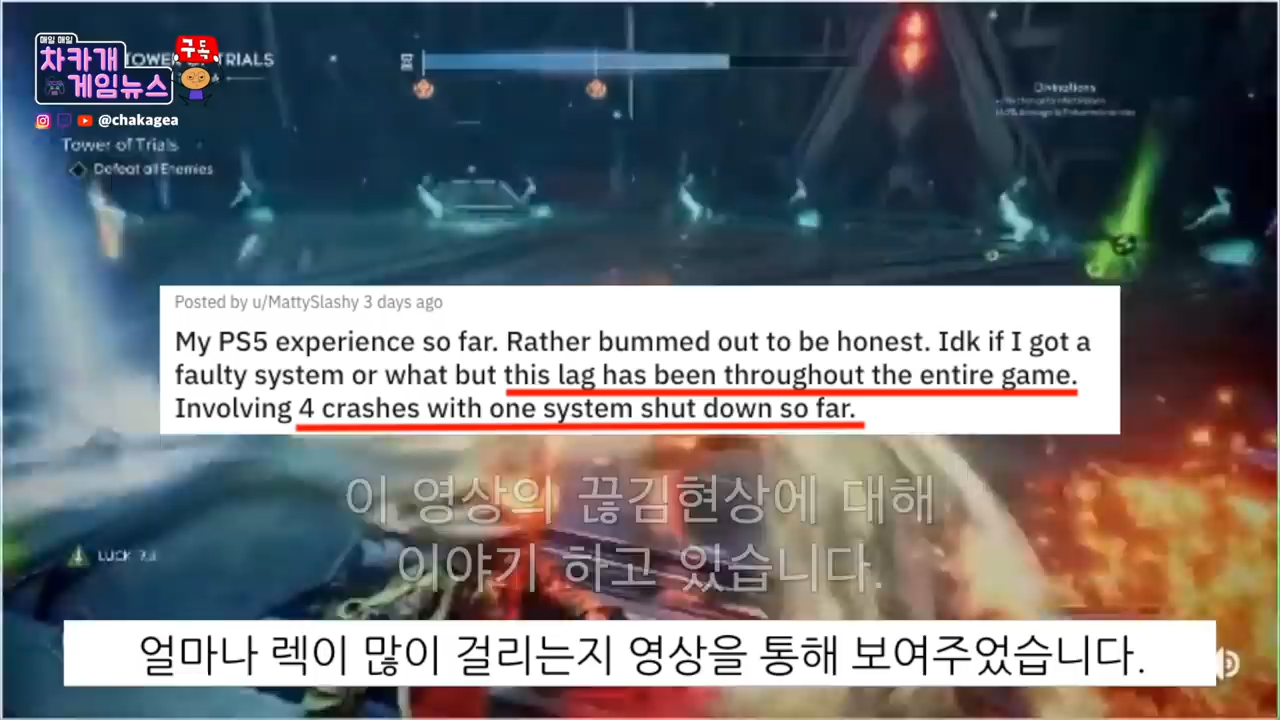 매일 매일
차카개
게임뉴스
구독
@chakagea
TOWER OF TRIALS
Tower of Trials
Defeat all Enemies
Divinations
Posted by u/MattySlashy 3 days ago
My PS5 experience so far. Rather bummed out to be honest. Idk if I got a
faulty system or what but this lag has been throughout the entire game.
Involving 4 crashes with one system shut down so far.
이 영상의 끊김현상에 대해
이야기 하고 있습니다.
LUCK
얼마나 렉이 많이 걸리는지 영상을 통해 보여주었습니다.